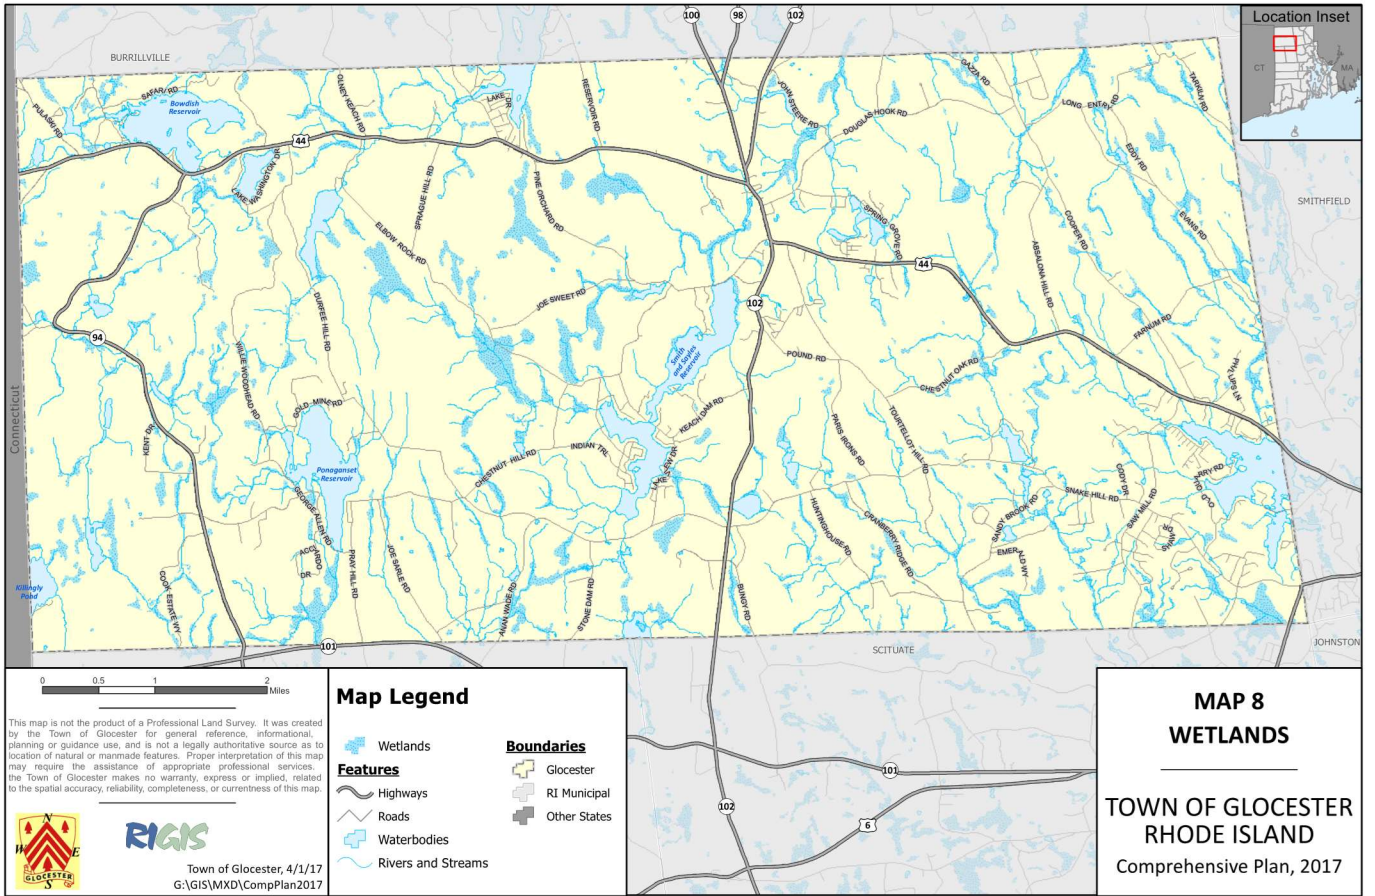 100
98
102
Location Inset
CT
MA
BURRILLVILLE
SMITHFIELD
SCITUATE
JOHNSTON
Connecticut
PULASKI RD
SAFARI RD
Bowdish
Reservoir
OLNEY KEACH RD
LAKE DR
RESERVOIR RD
JOHN STEERE RD
DOUGLAS HOOK RD
GAZZA RD
LONG ENTRY RD
TARKILN RD
44
LAKE WASHINGTON DR
SPRAGUE HILL RD
PINE ORCHARD RD
EDDY RD
EVANS RD
ELBOW ROCK RD
SPRING GROVE RD
COOPER RD
ABSALONA HILL RD
44
JOE SWEET RD
102
DURFEE HILL RD
94
WILLIE WOODHEAD RD
Smith
and Sayles
Reservoir
POUND RD
FARNUM RD
CHESTNUT OAK RD
PHILLIPS LN
GOLD MINE RD
KENT DR
KEACH DAM RD
PARIS IRONS RD
TOURTELLOT HILL RD
INDIAN TRL
CHESTNUT HILL RD
LAKE VIEW DR
Ponaganset
Reservoir
GEORGE ALLEN RD
SNAKE HILL RD
CODY DR
SAW MILL RD
SANDY BROOK RD
HUNTINGHOUSE RD
CRANBERRY RIDGE RD
EMERALD WY
ACCIARDO
DR
PRAY HILL RD
JOE SARLE RD
Killingly
Pond
COOK ESTATE WY
ANAN WADE RD
STONE DAM RD
BUNGY RD
101
101
102
6
0 0.5 1 2
Miles
This map is not the product of a Professional Land Survey. It was created
by the Town of Glocester for general reference, informational,
planning or guidance use, and is not a legally authoritative source as to
location of natural or manmade features. Proper interpretation of this map
may require the assistance of appropriate professional services.
the Town of Glocester makes no warranty, express or implied, related
to the spatial accuracy, reliability, completeness, or currentness of this map.
N
W E
GLOCESTER
S
RIGIS
Town of Glocester, 4/1/17
G:\GIS\MXD\CompPlan2017
Map Legend
Wetlands
Features
Highways
Roads
Waterbodies
Rivers and Streams
Boundaries
Glocester
RI Municipal
Other States
MAP 8
WETLANDS
TOWN OF GLOCESTER
RHODE ISLAND
Comprehensive Plan, 2017